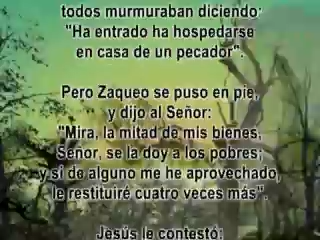 todos murmuraban diciendo:
"Ha entrado ha hospedarse
en casa de un pecador".
Pero Zaqueo se puso en pie,
y dijo al Señor:
"Mira, la mitad de mis bienes,
Señor, se la doy a los pobres;
y si de alguno me he aprovechado,
le restituiré cuatro veces más".
Jesús le contestó: